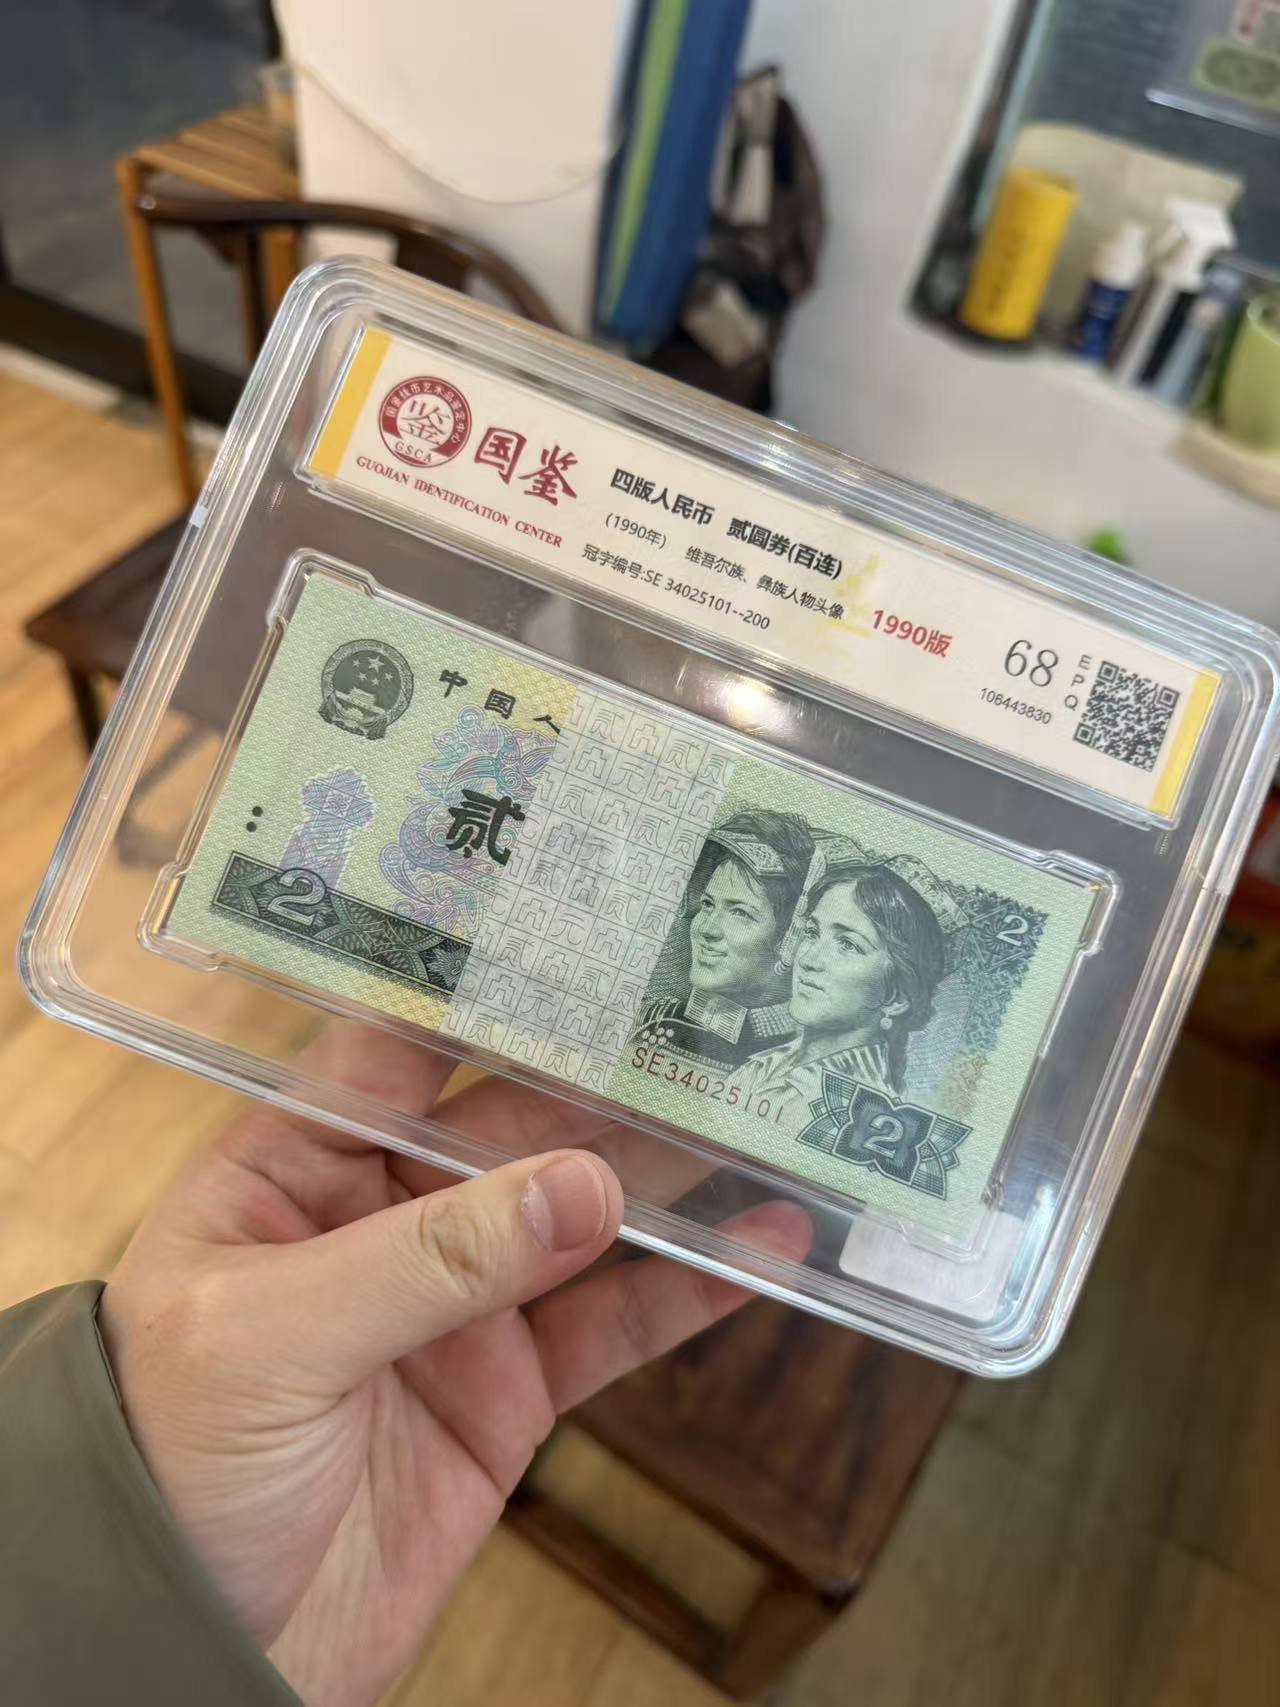 国鉴
GSCA
GUOJIAN IDENTIFICATION CENTER
四版人民币 贰圆券(百连)
(1990年) 维吾尔族、彝族人物头像
冠字编号:SE 34025101--200
1990版
68
EPQ
106443830
中国人
贰
2
2
SE34025101
2